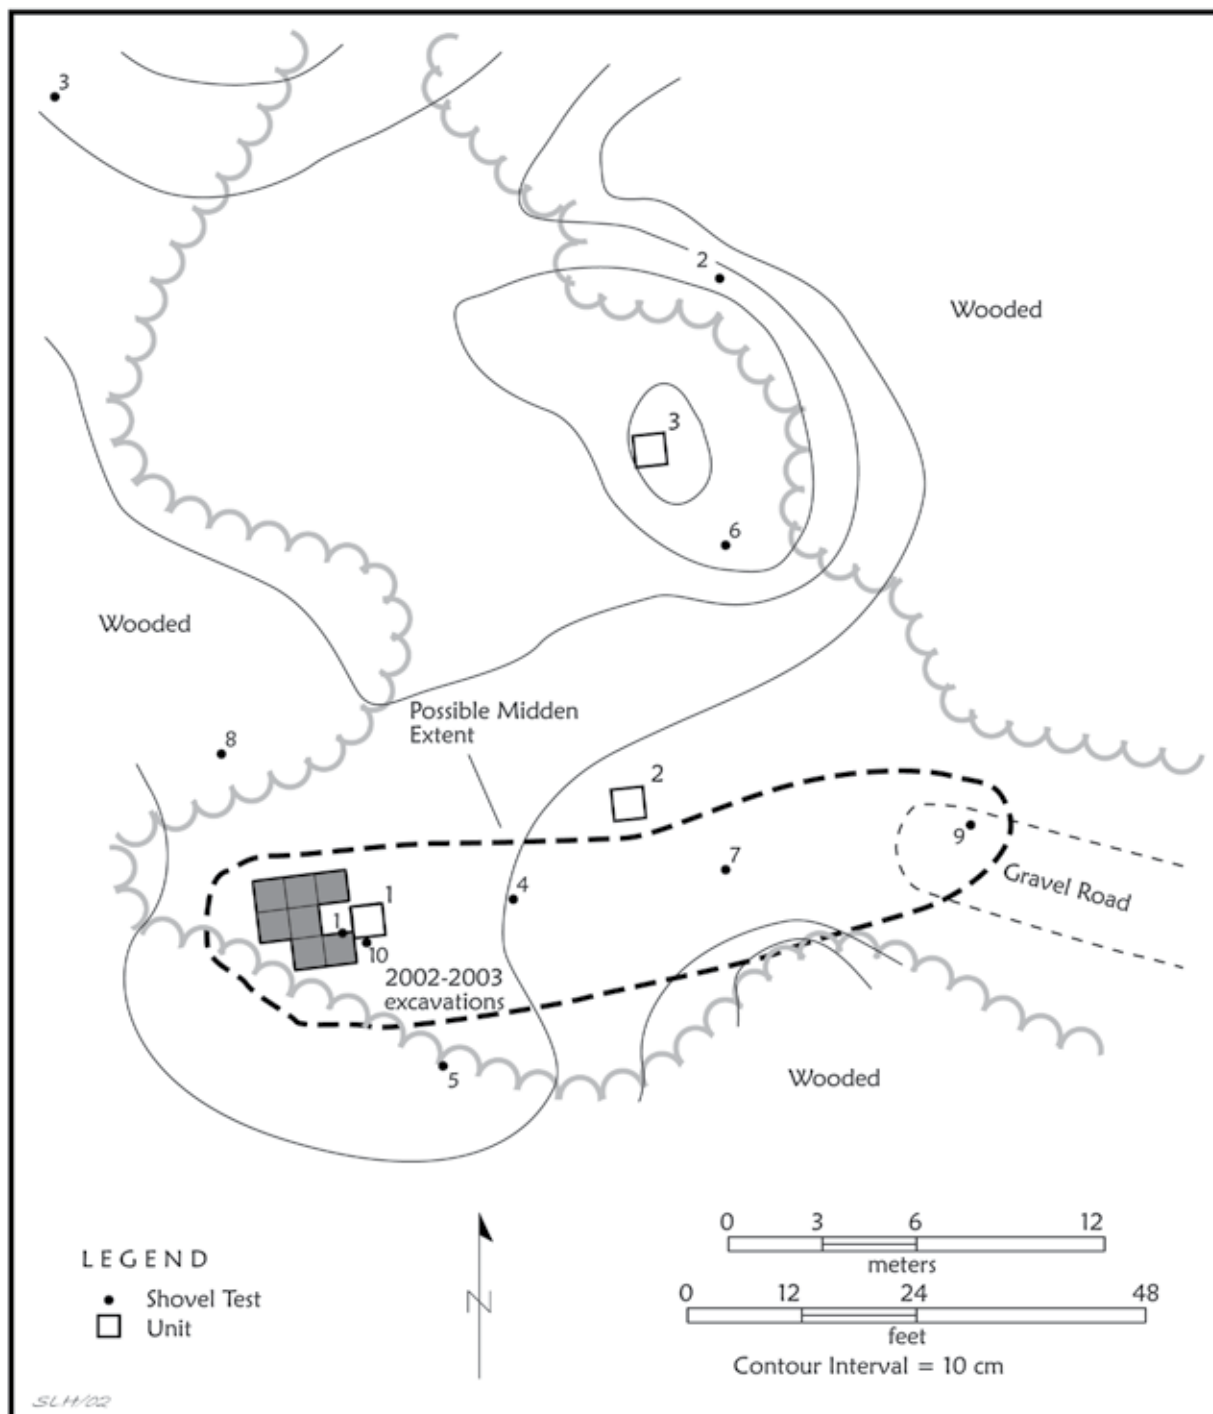 3
2
Wooded
3
6
Wooded
Possible Midden
Extent
8
2
9
7
Gravel Road
4
1
1
10
2002-2003
excavations
5
Wooded
LEGEND
Shovel Test
Unit
N
0 3 6 12
meters
0 12 24 48
feet
Contour Interval = 10 cm
SLH/02